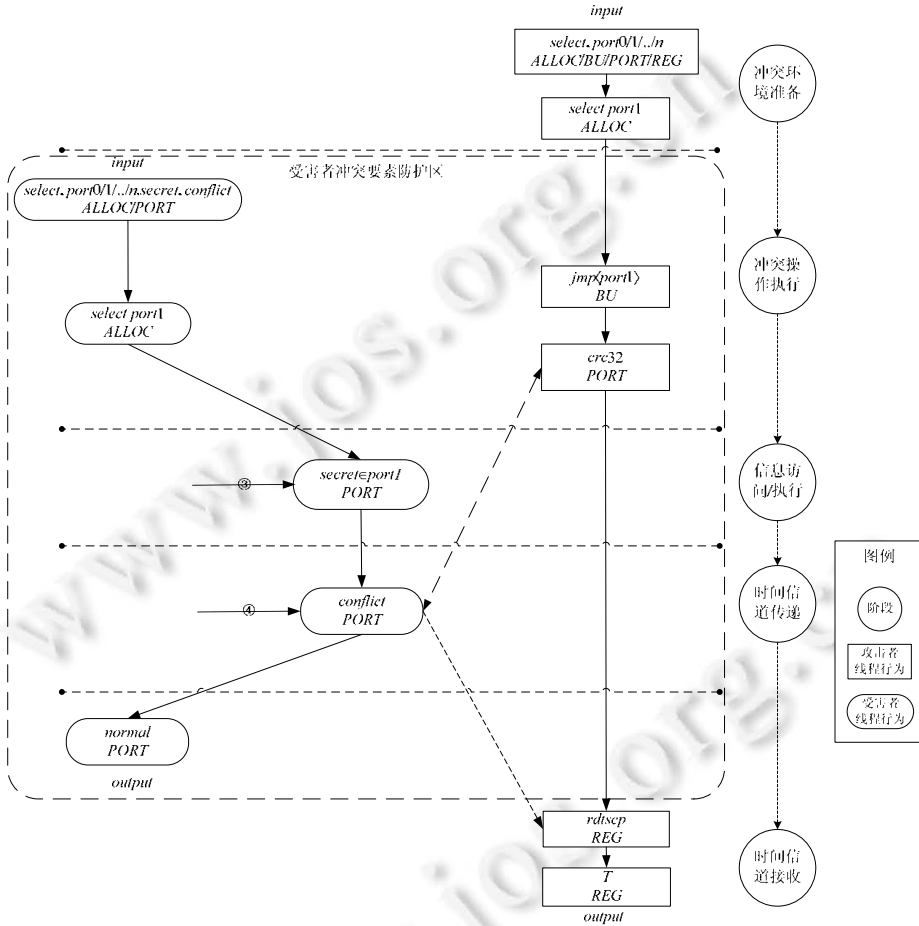 input
select.port0/1/../n
ALLOC/BU/PORT/REG
select port1
ALLOC
受害者冲突要素防护区
input
select.port0/1/../n.secret.conflict
ALLOC/PORT
select port1
ALLOC
jmp〈port1〉
BU
crc32
PORT
③
secret∈port1
PORT
④
conflict
PORT
normal
PORT
output
rdtscp
REG
T
REG
output
冲突环
境准备
冲突操
作执行
信息访
问/执行
时间信
道传递
时间信
道接收
图例
阶段
攻击者
线程行为
受害者
线程行为
www.jos.org.cn